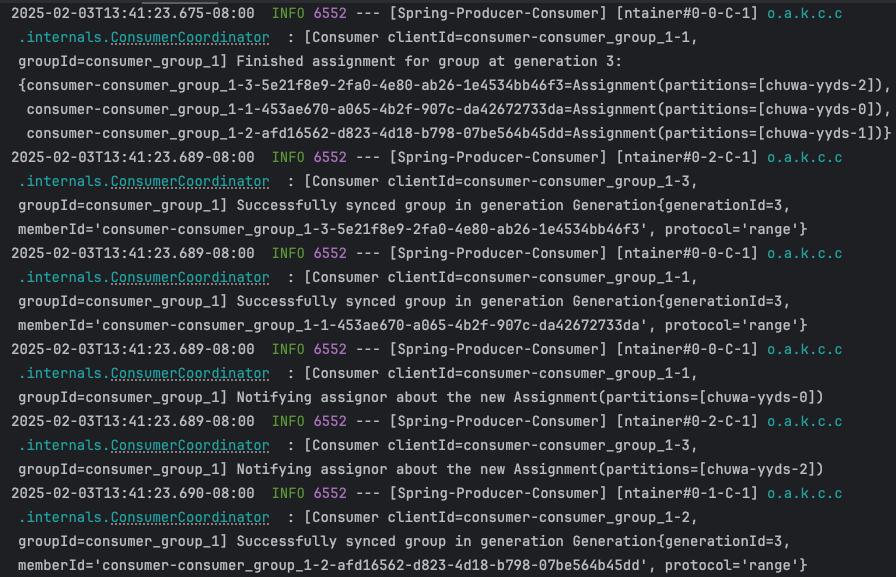 2025-02-03T13:41:23.675-08:00  INFO 6552 --- [Spring-Producer-Consumer] [ntainer#0-0-C-1] o.a.k.c.c
.internals.ConsumerCoordinator  : [Consumer clientId=consumer-consumer_group_1-1,
groupId=consumer_group_1] Finished assignment for group at generation 3:
{consumer-consumer_group_1-3-5e21f8e9-2fa0-4e80-ab26-1e4534bb46f3=Assignment(partitions=[chuwa-yyds-2]),
consumer-consumer_group_1-1-453ae670-a065-4b2f-907c-da42672733da=Assignment(partitions=[chuwa-yyds-0]),
consumer-consumer_group_1-2-afd16562-d823-4d18-b798-07be564b45dd=Assignment(partitions=[chuwa-yyds-1])}
2025-02-03T13:41:23.689-08:00  INFO 6552 --- [Spring-Producer-Consumer] [ntainer#0-2-C-1] o.a.k.c.c
.internals.ConsumerCoordinator  : [Consumer clientId=consumer-consumer_group_1-3,
groupId=consumer_group_1] Successfully synced group in generation Generation{generationId=3,
memberId='consumer-consumer_group_1-3-5e21f8e9-2fa0-4e80-ab26-1e4534bb46f3', protocol='range'}
2025-02-03T13:41:23.689-08:00  INFO 6552 --- [Spring-Producer-Consumer] [ntainer#0-0-C-1] o.a.k.c.c
.internals.ConsumerCoordinator  : [Consumer clientId=consumer-consumer_group_1-1,
groupId=consumer_group_1] Successfully synced group in generation Generation{generationId=3,
memberId='consumer-consumer_group_1-1-453ae670-a065-4b2f-907c-da42672733da', protocol='range'}
2025-02-03T13:41:23.689-08:00  INFO 6552 --- [Spring-Producer-Consumer] [ntainer#0-0-C-1] o.a.k.c.c
.internals.ConsumerCoordinator  : [Consumer clientId=consumer-consumer_group_1-1,
groupId=consumer_group_1] Notifying assignor about the new Assignment(partitions=[chuwa-yyds-0])
2025-02-03T13:41:23.689-08:00  INFO 6552 --- [Spring-Producer-Consumer] [ntainer#0-2-C-1] o.a.k.c.c
.internals.ConsumerCoordinator  : [Consumer clientId=consumer-consumer_group_1-3,
groupId=consumer_group_1] Notifying assignor about the new Assignment(partitions=[chuwa-yyds-2])
2025-02-03T13:41:23.690-08:00  INFO 6552 --- [Spring-Producer-Consumer] [ntainer#0-1-C-1] o.a.k.c.c
.internals.ConsumerCoordinator  : [Consumer clientId=consumer-consumer_group_1-2,
groupId=consumer_group_1] Successfully synced group in generation Generation{generationId=3,
memberId='consumer-consumer_group_1-2-afd16562-d823-4d18-b798-07be564b45dd', protocol='range'}